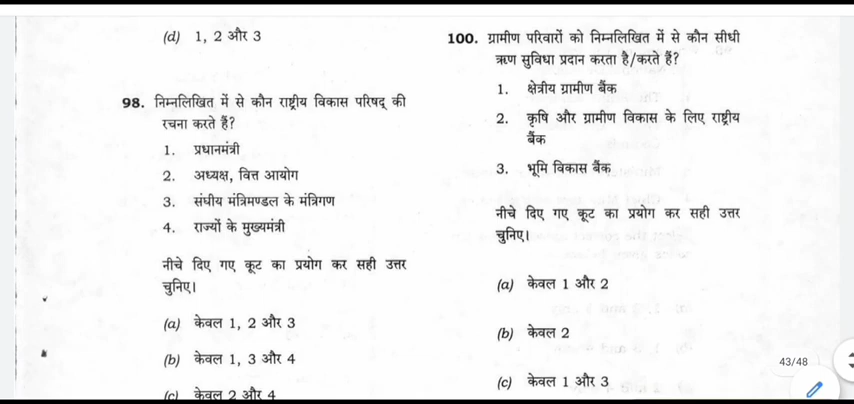 (d) 1, 2 और 3
98. निम्नलिखित में से कौन राष्ट्रीय विकास परिषद् की
रचना करते हैं?
1. प्रधानमंत्री
2. अध्यक्ष, वित्त आयोग
3. संघीय मंत्रिमण्डल के मंत्रिगण
4. राज्यों के मुख्यमंत्री
नीचे दिए गए कूट का प्रयोग कर सही उत्तर
चुनिए।
(a) केवल 1, 2 और 3
(b) केवल 1, 3 और 4
(c) केवल 2 और 4
100. ग्रामीण परिवारों को निम्नलिखित में से कौन सीधी
ऋण सुविधा प्रदान करता है/करते हैं?
1. क्षेत्रीय ग्रामीण बैंक
2. कृषि और ग्रामीण विकास के लिए राष्ट्रीय
बैंक
3. भूमि विकास बैंक
नीचे दिए गए कूट का प्रयोग कर सही उत्तर
चुनिए।
(a) केवल 1 और 2
(b) केवल 2
(c) केवल 1 और 3
43/48